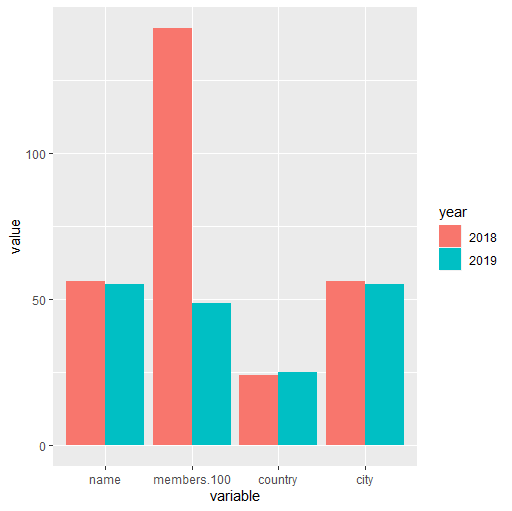 value
100
50
0
name
members.100
country
city
variable
year
2018
2019